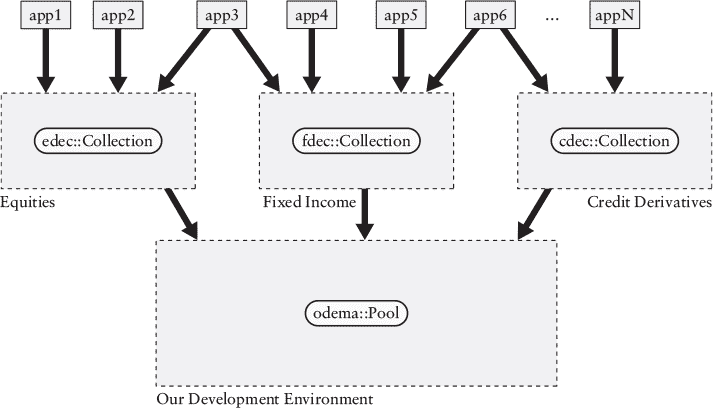 app1 app2 app3 app4 app5 app6 ... appN
edec::Collection fdec::Collection cdec::Collection
Equities Fixed Income Credit Derivatives
odema::Pool
Our Development Environment